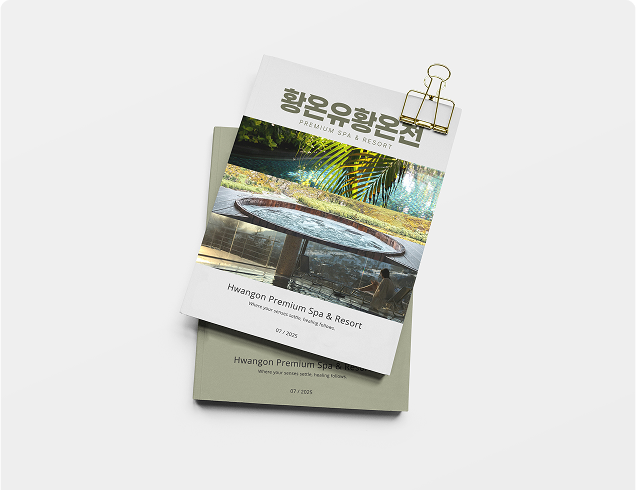 황온유황온천
PREMIUM SPA & RESORT
Hwangon Premium Spa & Resort
Where your senses settle, healing follows.
07 / 2025
Hwangon Premium Spa & Resort
Where your senses settle, healing follows.
07 / 2025